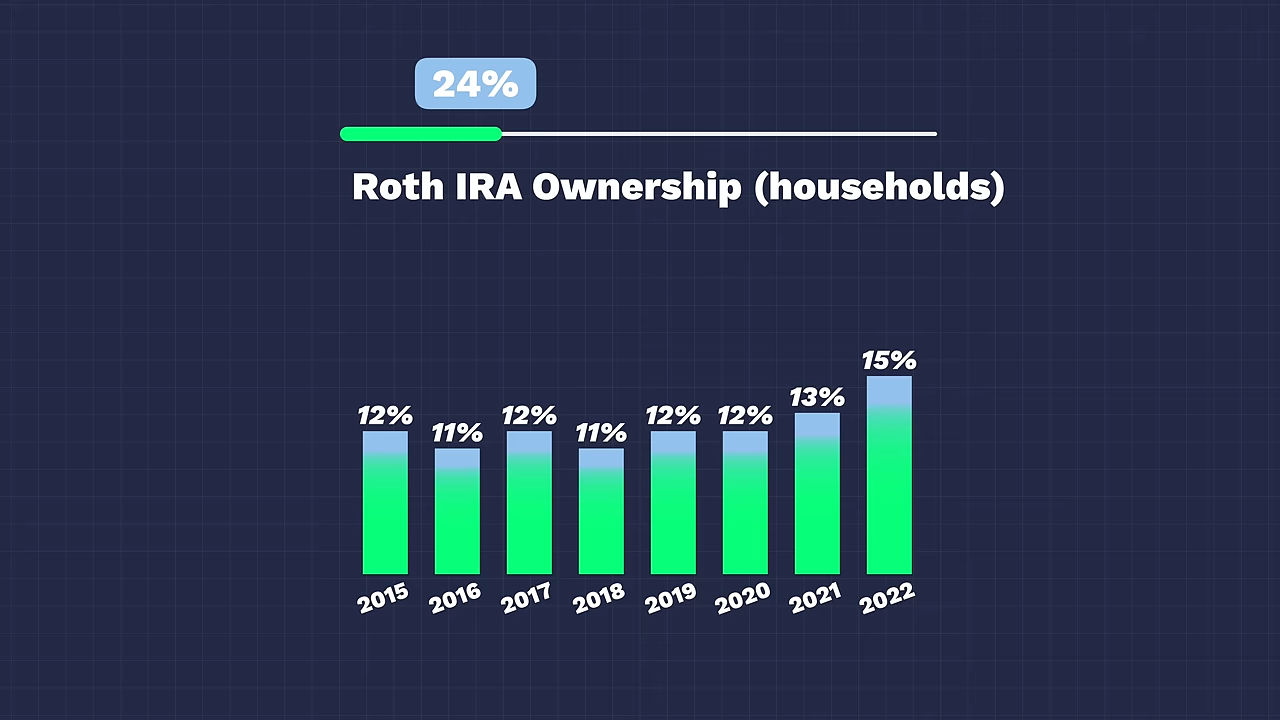 24%
Roth IRA Ownership (households)
12% 11% 12% 11% 12% 12% 13% 15%
2015 2016 2017 2018 2019 2020 2021 2022